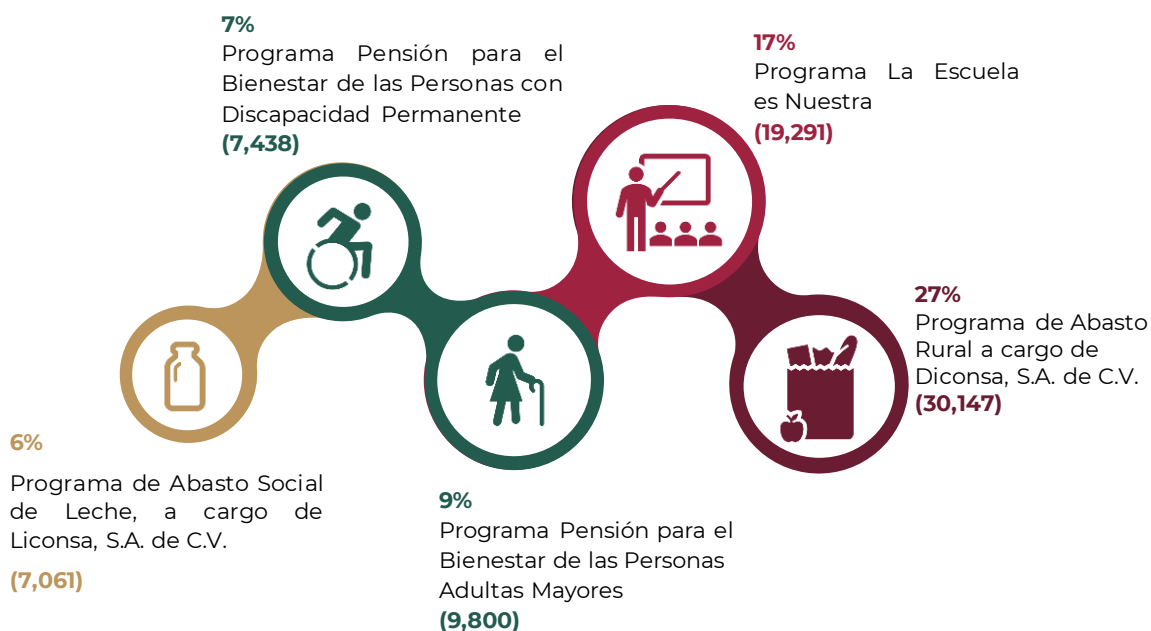 7%
Programa Pensión para el
Bienestar de las Personas con
Discapacidad Permanente
(7,438)
17%
Programa La Escuela
es Nuestra
(19,291)
27%
Programa de Abasto
Rural a cargo de
Diconsa, S.A. de C.V.
(30,147)
6%
Programa de Abasto Social
de Leche, a cargo de
Liconsa, S.A. de C.V.
(7,061)
9%
Programa Pensión para el
Bienestar de las Personas
Adultas Mayores
(9,800)